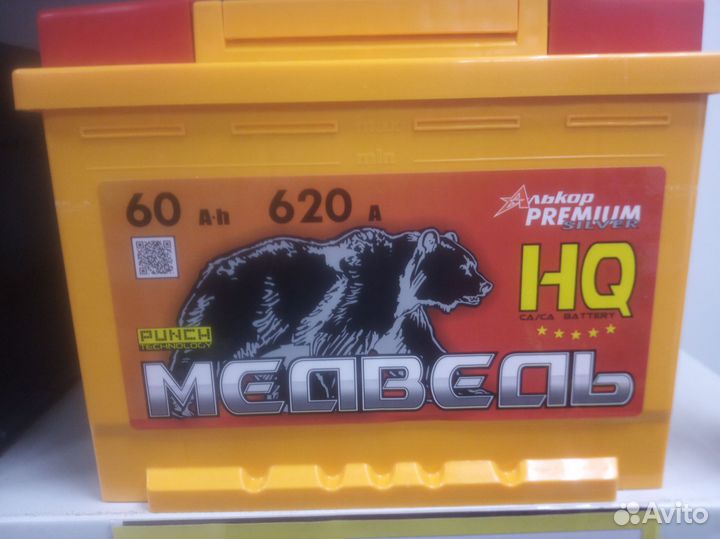 max
min
60 A·h 620 A
Алькор
PREMIUM
SILVER
HQ
CA/CA BATTERY
PUNCH
TECHNOLOGY
МЕДВЕДЬ
Avito